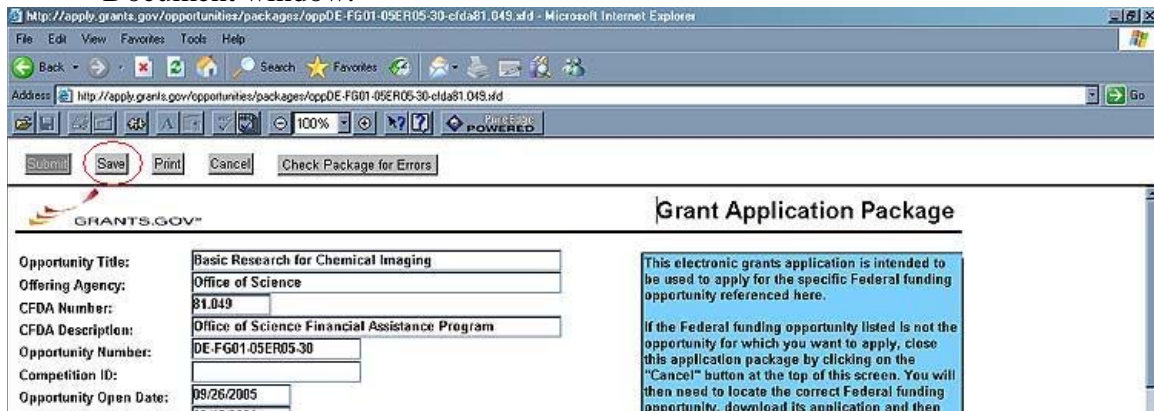 http://apply.grants.gov/opportunities/packages/oppDE-FG01-05ER05-30-cfda81.049.xfd - Microsoft Internet Explorer
File Edit View Favorites Tools Help
Back Search Favorites
Address http://apply.grants.gov/opportunities/packages/oppDE-FG01-05ER05-30-cfda81.049.xfd Go
100% PureEdge POWERED
Submit Save Print Cancel Check Package for Errors
GRANTS.GOV
Grant Application Package
Opportunity Title: Basic Research for Chemical Imaging
Offering Agency: Office of Science
CFDA Number: 81.049
CFDA Description: Office of Science Financial Assistance Program
Opportunity Number: DE-FG01-05ER05-30
Competition ID:
Opportunity Open Date: 09/26/2005
This electronic grants application is intended to
be used to apply for the specific Federal funding
opportunity referenced here.
If the Federal funding opportunity listed is not the
opportunity for which you want to apply, close
this application package by clicking on the
"Cancel" button at the top of this screen. You will
then need to locate the correct Federal funding
opportunity, download its application and then